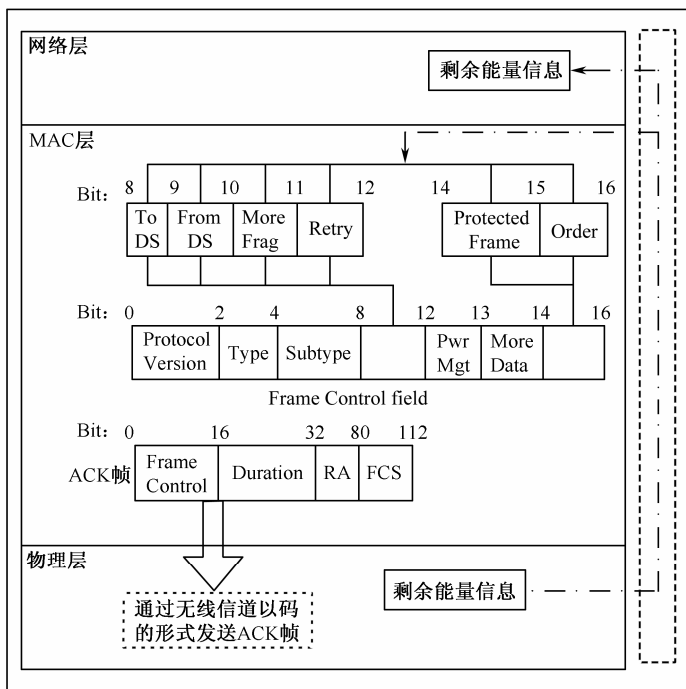 网络层
剩余能量信息
MAC层
Bit: 8 9 10 11 12 14 15 16
To DS
From DS
More Frag
Retry
Protected Frame
Order
Bit: 0 2 4 8 12 13 14 16
Protocol Version
Type
Subtype
Pwr Mgt
More Data
Frame Control field
Bit: 0 16 32 80 112
ACK帧
Frame Control
Duration
RA
FCS
物理层
剩余能量信息
通过无线信道以码
的形式发送ACK帧